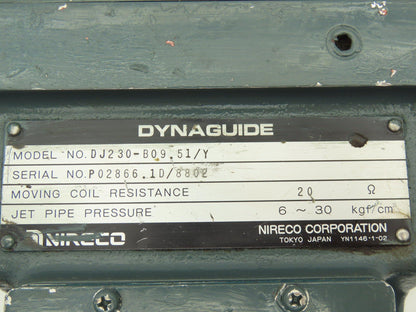 DYNAGUIDE
MODEL NO. DJ230-B09.51/Y
SERIAL NO. P02866.1D/8802
MOVING COIL RESISTANCE 20 Ω
JET PIPE PRESSURE 6 ~ 30 kgf/cm²
NIRECO NIRECO CORPORATION
TOKYO JAPAN YN1146-1-02